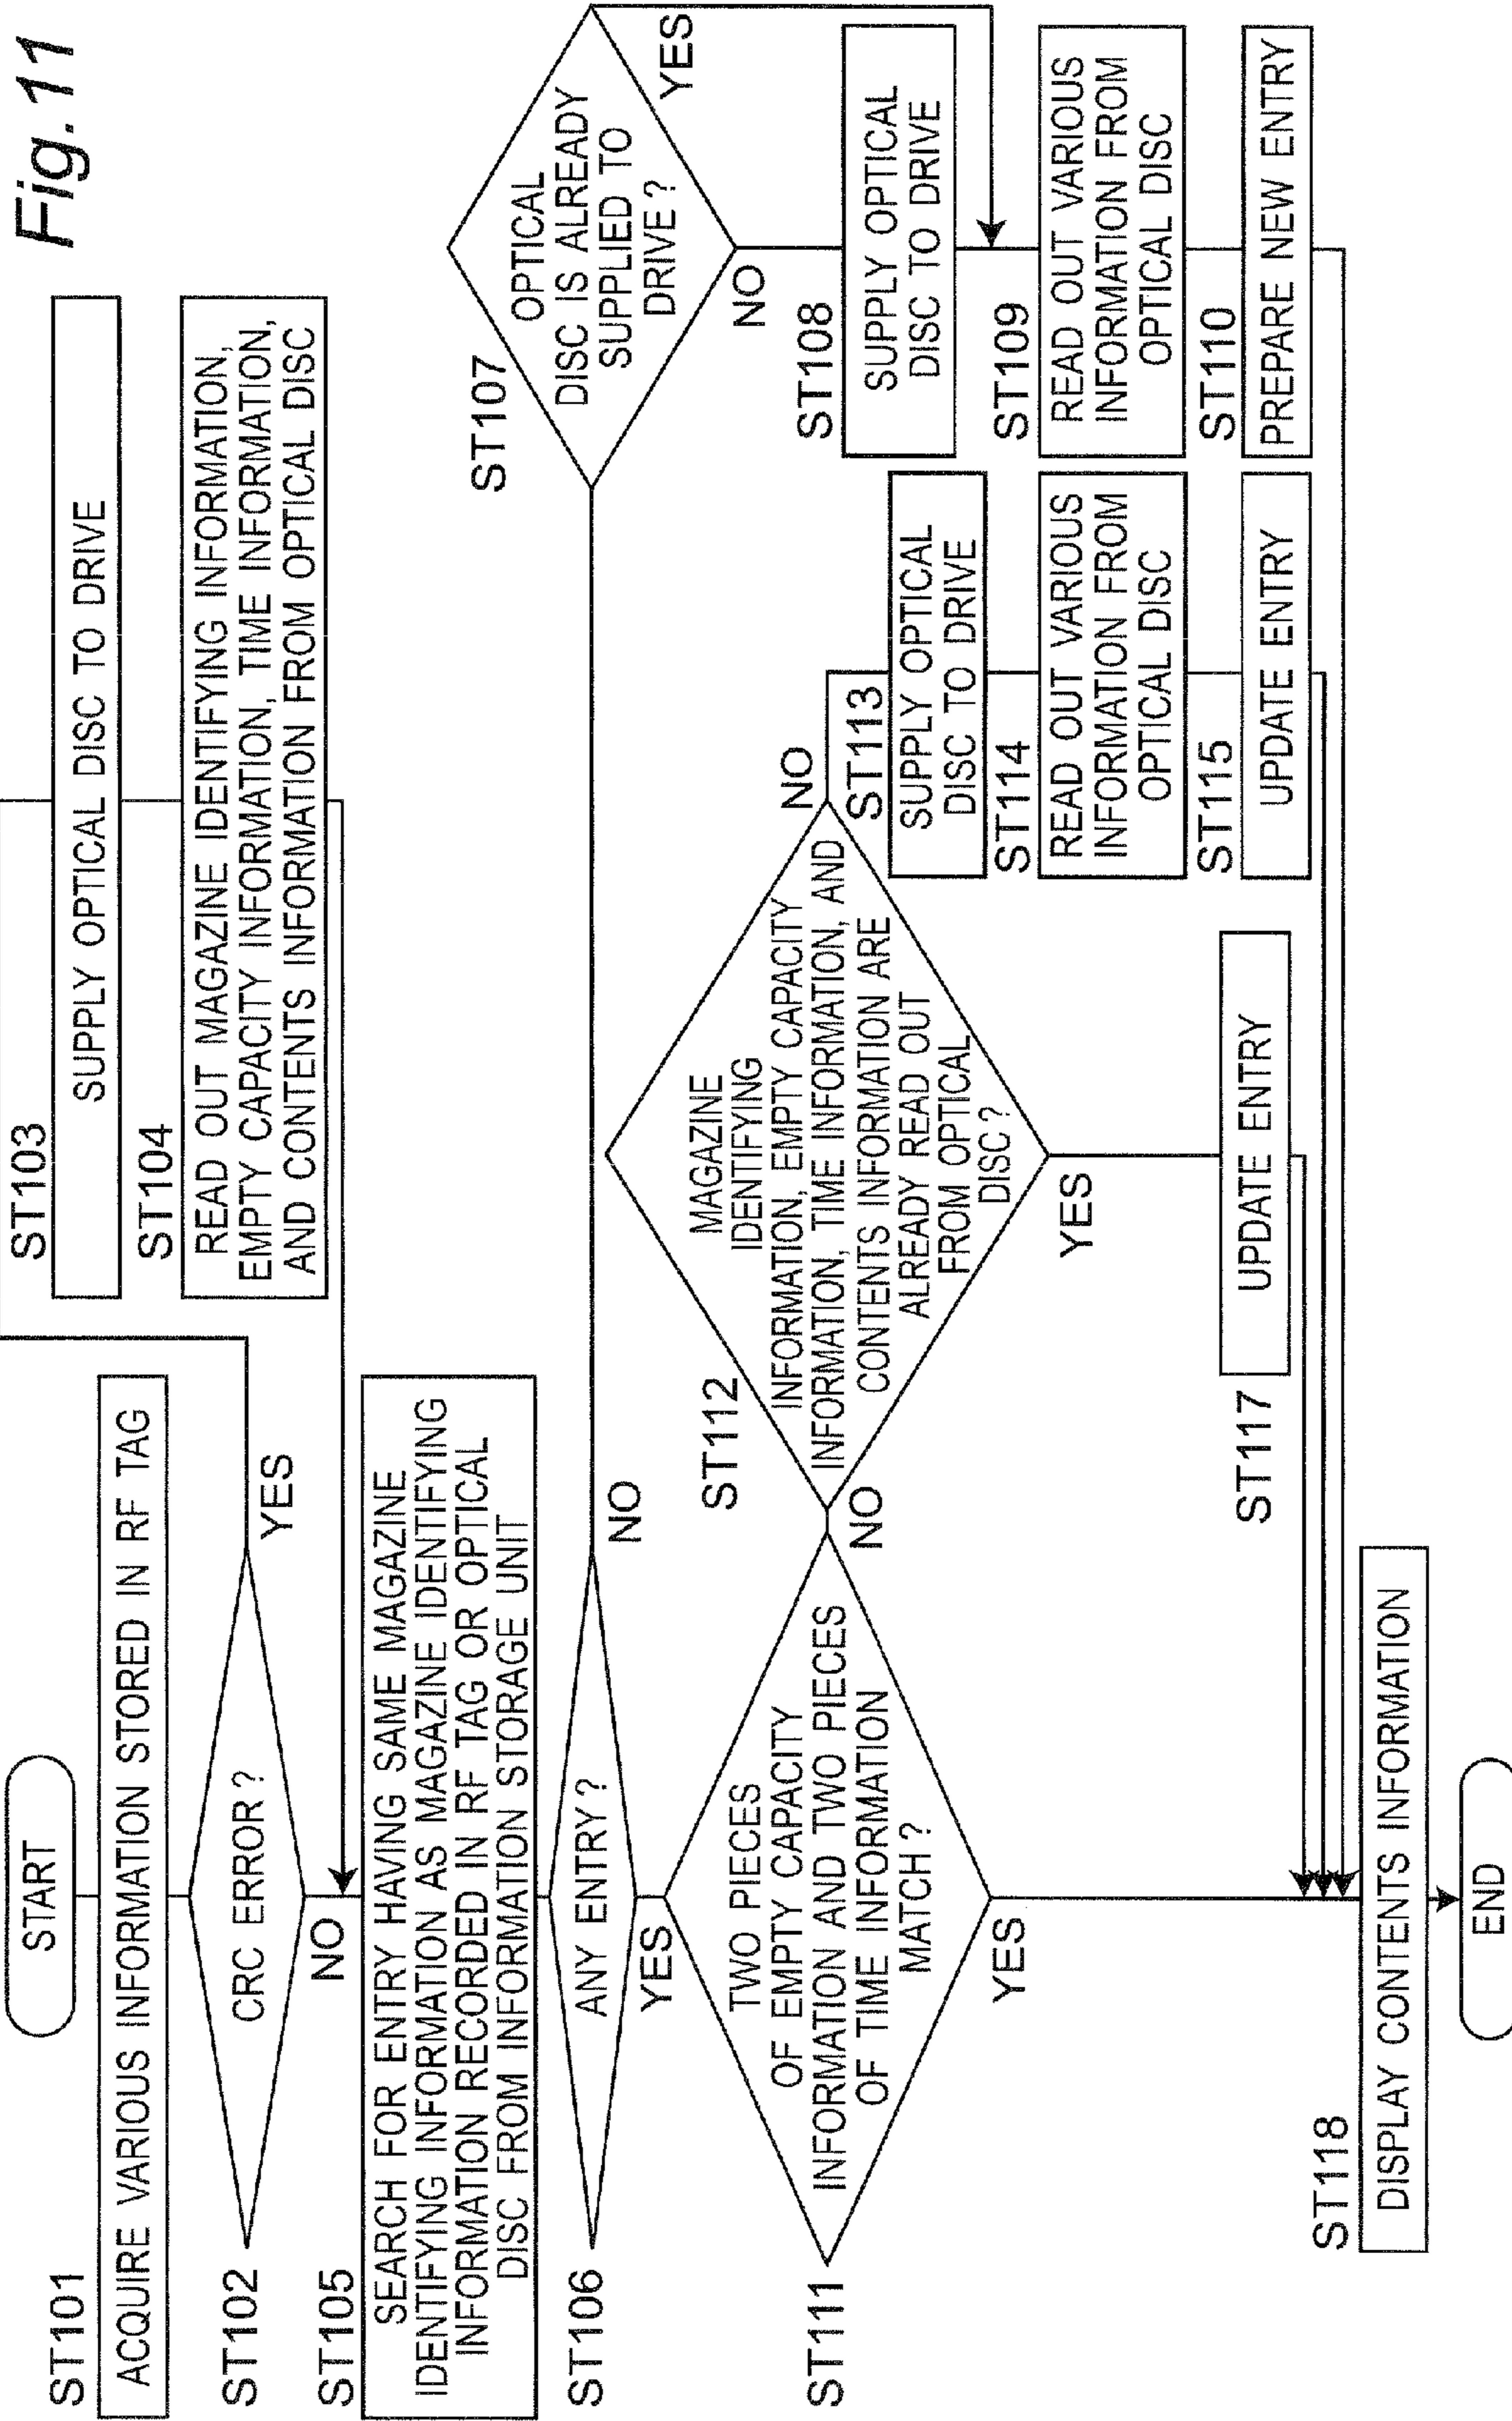 Fig.11
START
ST101
ACQUIRE VARIOUS INFORMATION STORED IN RF TAG
ST102
CRC ERROR?
YES
NO
ST103
SUPPLY OPTICAL DISC TO DRIVE
ST104
READ OUT MAGAZINE IDENTIFYING INFORMATION,
EMPTY CAPACITY INFORMATION, TIME INFORMATION,
AND CONTENTS INFORMATION FROM OPTICAL DISC
ST105
SEARCH FOR ENTRY HAVING SAME MAGAZINE
IDENTIFYING INFORMATION AS MAGAZINE IDENTIFYING
INFORMATION RECORDED IN RF TAG OR OPTICAL
DISC FROM INFORMATION STORAGE UNIT
ST106
ANY ENTRY?
NO
YES
ST107
OPTICAL
DISC IS ALREADY
SUPPLIED TO
DRIVE?
YES
NO
ST108
SUPPLY OPTICAL
DISC TO DRIVE
ST109
READ OUT VARIOUS
INFORMATION FROM
OPTICAL DISC
ST110
PREPARE NEW ENTRY
ST111
TWO PIECES
OF EMPTY CAPACITY
INFORMATION AND TWO PIECES
OF TIME INFORMATION
MATCH?
NO
YES
ST112
MAGAZINE
IDENTIFYING
INFORMATION, EMPTY CAPACITY
INFORMATION, TIME INFORMATION, AND
CONTENTS INFORMATION ARE
ALREADY READ OUT
FROM OPTICAL
DISC?
NO
YES
ST113
SUPPLY OPTICAL
DISC TO DRIVE
ST114
READ OUT VARIOUS
INFORMATION FROM
OPTICAL DISC
ST115
UPDATE ENTRY
ST117
UPDATE ENTRY
ST118
DISPLAY CONTENTS INFORMATION
END